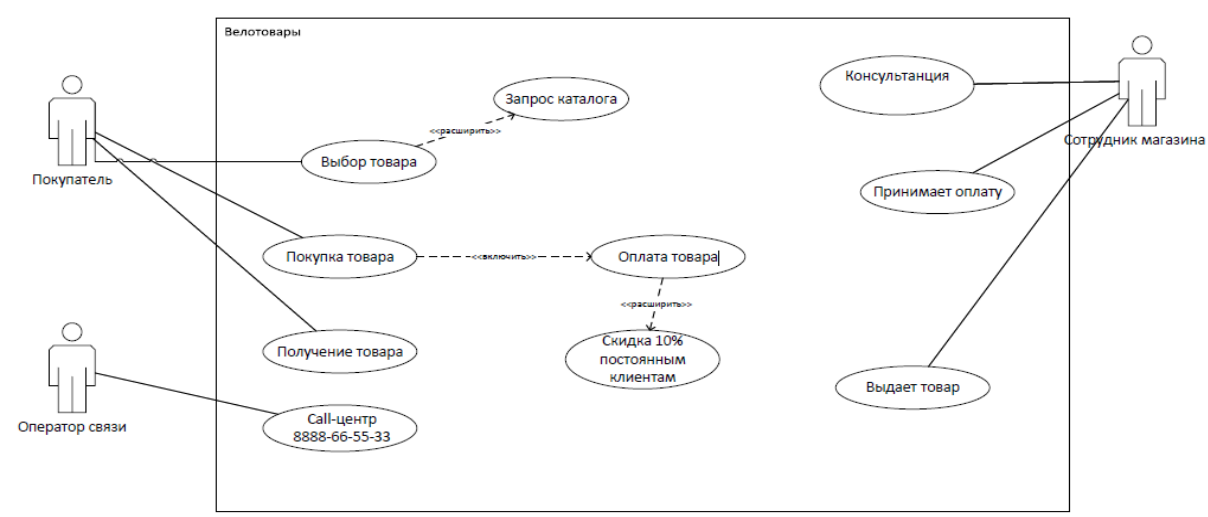 Велотовары
Консультанция
Запрос каталога
<<расширить>>
Сотрудник магазина
Выбор товара
Покупатель
Принимает оплату
Покупка товара
<<включить>>
Оплата товара
<<расширить>>
Скидка 10%
постоянным
клиентам
Получение товара
Выдает товар
Оператор связи
Call-центр
8888-66-55-33